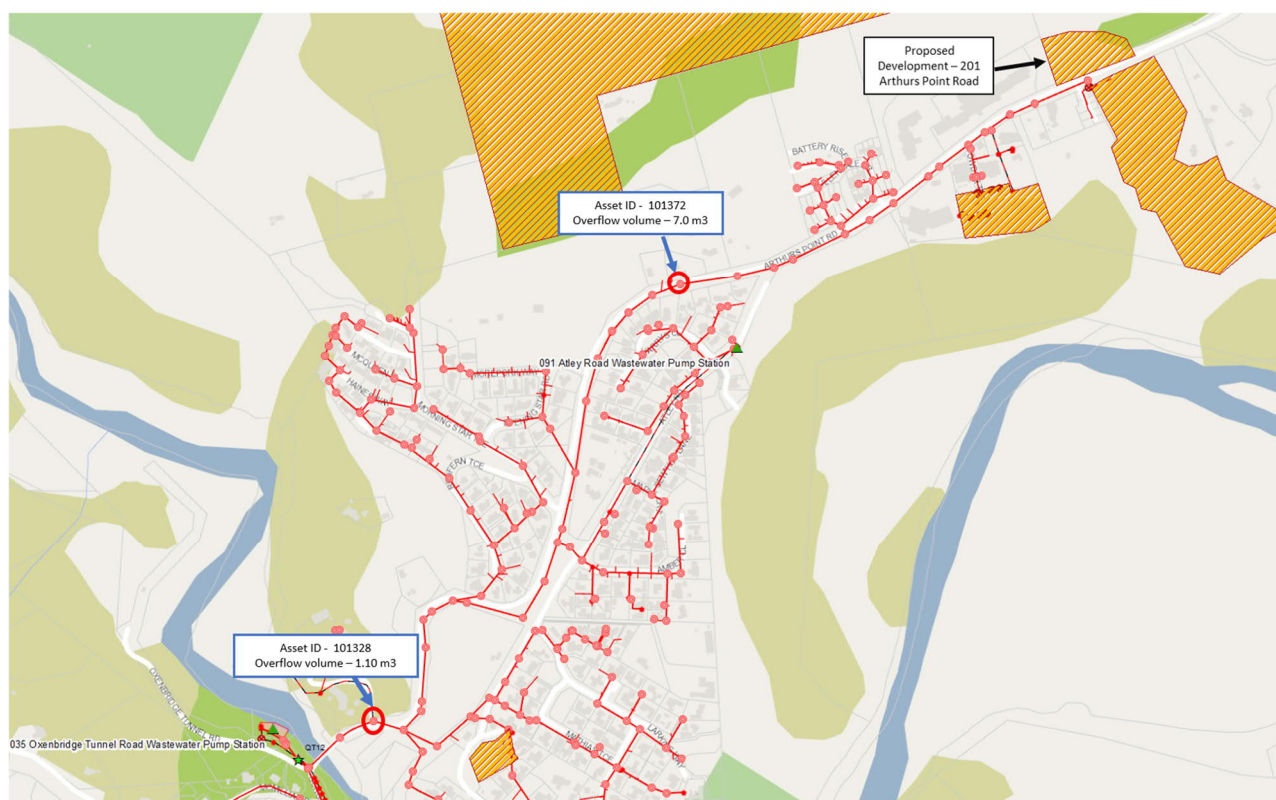 Proposed
Development – 201
Arthurs Point Road
BATTERY RISE
Asset ID - 101372
Overflow volume – 7.0 m3
ARTHURS POINT RD
091 Atley Road Wastewater Pump Station
MORNING STAR
FERN TCE
AMBER CL
Asset ID - 101328
Overflow volume – 1.10 m3
OXENBRIDGE TUNNEL RD
035 Oxenbridge Tunnel Road Wastewater Pump Station
QT12